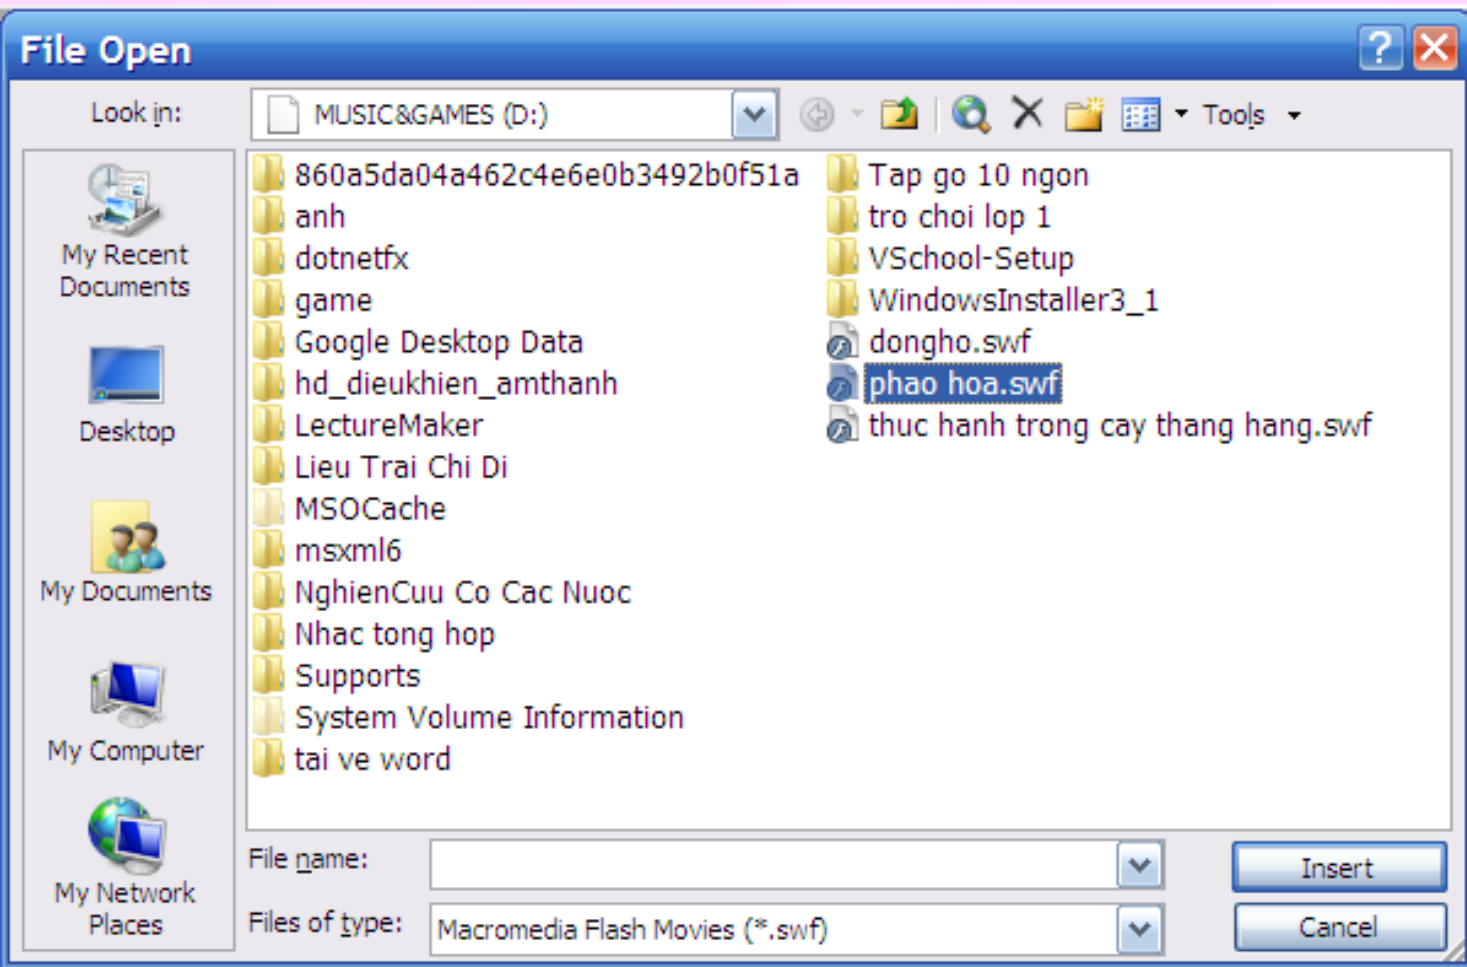 File Open
Look in:
MUSIC&GAMES (D:)
Tools
My Recent
Documents
Desktop
My Documents
My Computer
My Network
Places
860a5da04a462c4e6e0b3492b0f51a
anh
dotnetfx
game
Google Desktop Data
hd_dieukhien_amthanh
LectureMaker
Lieu Trai Chi Di
MSOCache
msxml6
NghienCuu Co Cac Nuoc
Nhac tong hop
Supports
System Volume Information
tai ve word
Tap go 10 ngon
tro choi lop 1
VSchool-Setup
WindowsInstaller3_1
dongho.swf
phao hoa.swf
thuc hanh trong cay thang hang.swf
File name:
Insert
Files of type:
Macromedia Flash Movies (*.swf)
Cancel